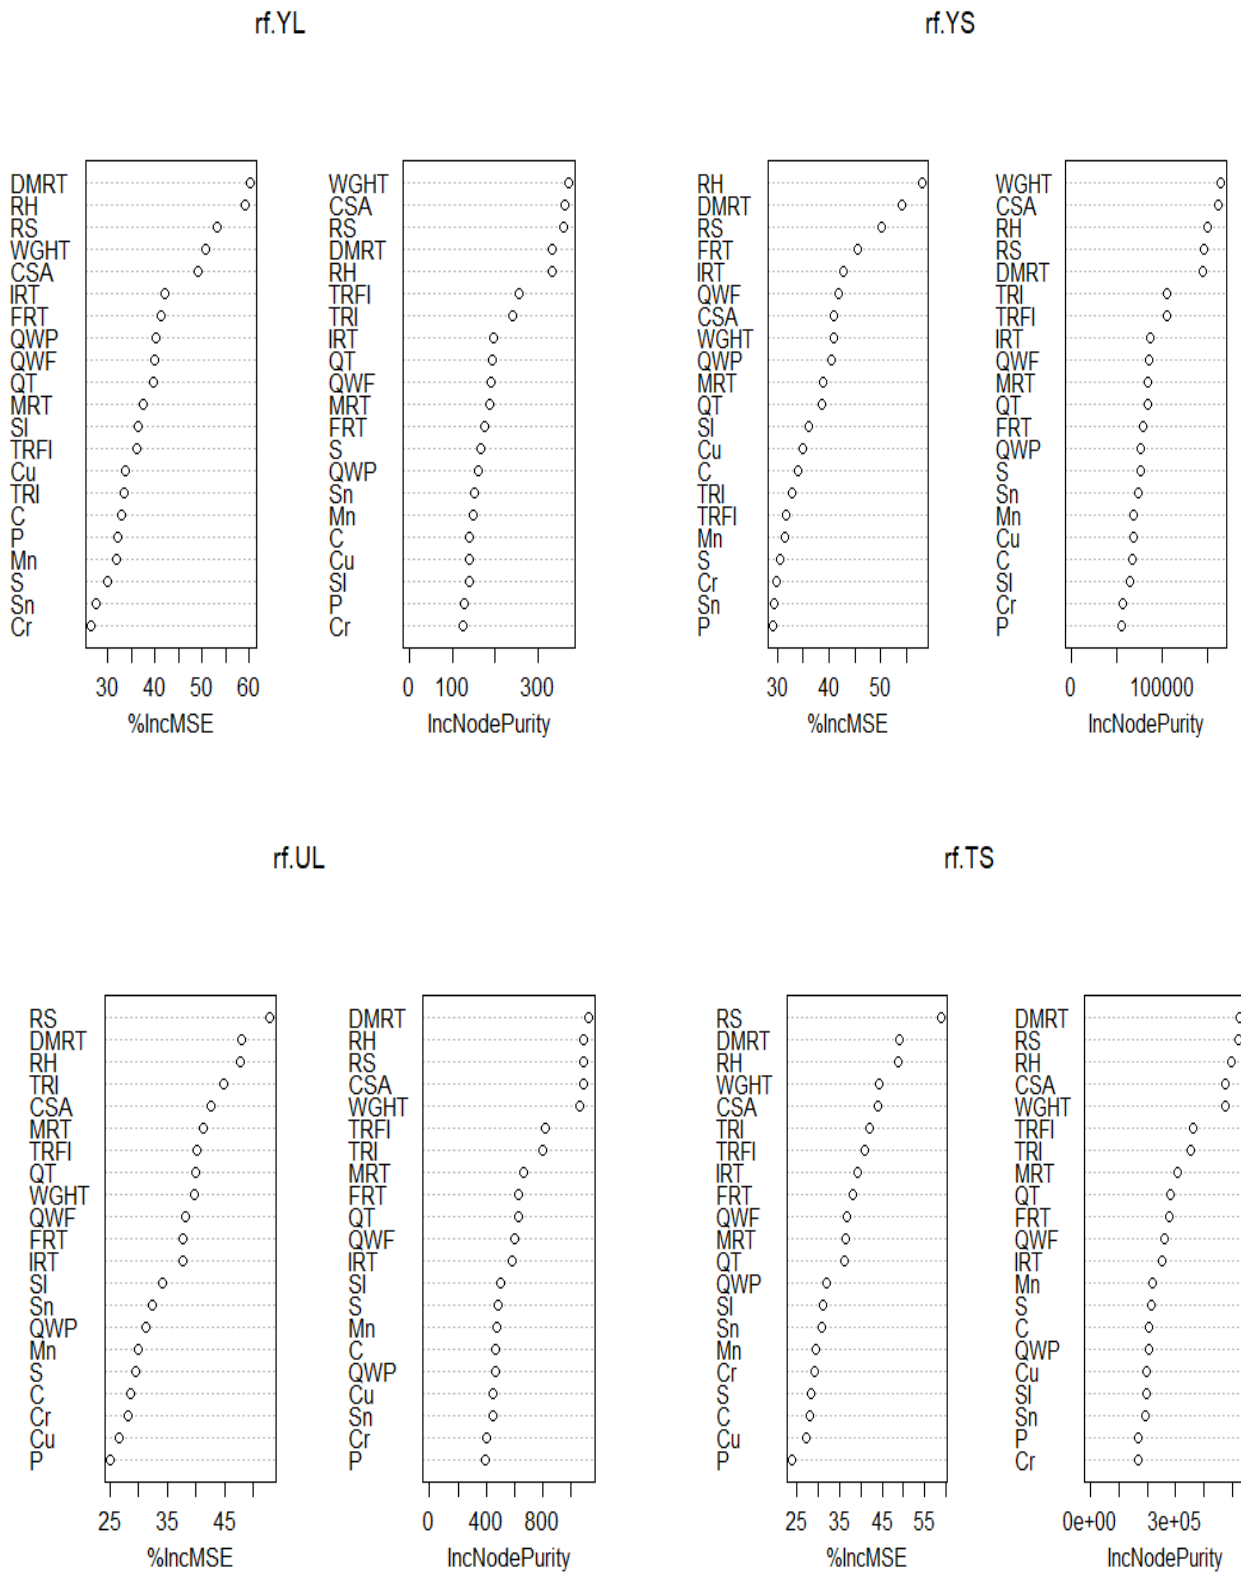 rf.YL
DMRT
RH
RS
WGHT
CSA
IRT
FRT
QWP
QWF
QT
MRT
SI
TRFI
Cu
TRI
C
P
Mn
S
Sn
Cr
30 40 50 60
%IncMSE
WGHT
CSA
RS
DMRT
RH
TRFI
TRI
IRT
QT
QWF
MRT
FRT
S
QWP
Sn
Mn
C
Cu
SI
P
Cr
0 100 300
IncNodePurity
rf.YS
RH
DMRT
RS
FRT
IRT
QWF
CSA
WGHT
QWP
MRT
QT
SI
Cu
C
TRI
TRFI
Mn
S
Cr
Sn
P
30 40 50
%IncMSE
WGHT
CSA
RH
RS
DMRT
TRI
TRFI
IRT
QWF
MRT
QT
FRT
QWP
S
Sn
Mn
Cu
C
SI
Cr
P
0 100000
IncNodePurity
rf.UL
RS
DMRT
RH
TRI
CSA
MRT
TRFI
QT
WGHT
QWF
FRT
IRT
SI
Sn
QWP
Mn
S
C
Cr
Cu
P
25 35 45
%IncMSE
DMRT
RH
RS
CSA
WGHT
TRFI
TRI
MRT
FRT
QT
QWF
IRT
SI
S
Mn
C
QWP
Cu
Sn
Cr
P
0 400 800
IncNodePurity
rf.TS
RS
DMRT
RH
WGHT
CSA
TRI
TRFI
IRT
FRT
QWF
MRT
QT
QWP
SI
Sn
Mn
Cr
S
C
Cu
P
25 35 45 55
%IncMSE
DMRT
RS
RH
CSA
WGHT
TRFI
TRI
MRT
QT
FRT
QWF
IRT
Mn
S
C
QWP
Cu
SI
Sn
P
Cr
0e+00 3e+05
IncNodePurity